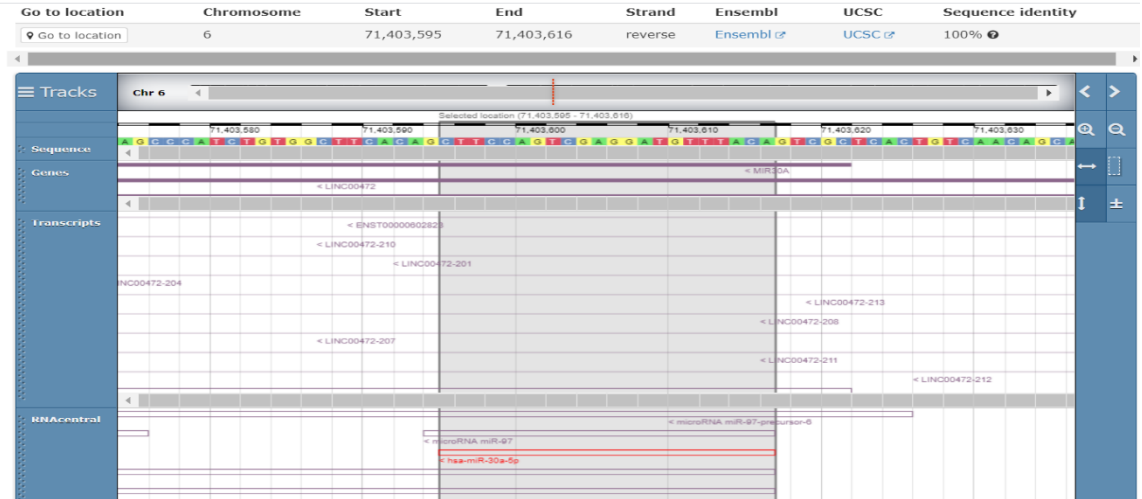 Go to location Chromosome Start End Strand Ensembl UCSC Sequence identity
Go to location 6 71,403,595 71,403,616 reverse Ensembl UCSC 100%
Tracks Chr 6
Selected location (71,403,595 - 71,403,616)
71,403,580 71,403,590 71,403,600 71,403,610 71,403,620 71,403,630
Sequence A G C C C A T C T G T G G C T T C A C A G C T T C C A G T C G A G G A T G T T T A C A G T C G C T C A C T G T C A A C A G C A
Genes < MIR30A
< LINC00472
Transcripts
< ENST00000602823
< LINC00472-210
< LINC00472-201
INC00472-204
< LINC00472-213
< LINC00472-208
< LINC00472-207
< LINC00472-211
< LINC00472-212
RNAcentral
< microRNA miR-97-precursor-6
< microRNA miR-97
< hsa-miR-30a-5p